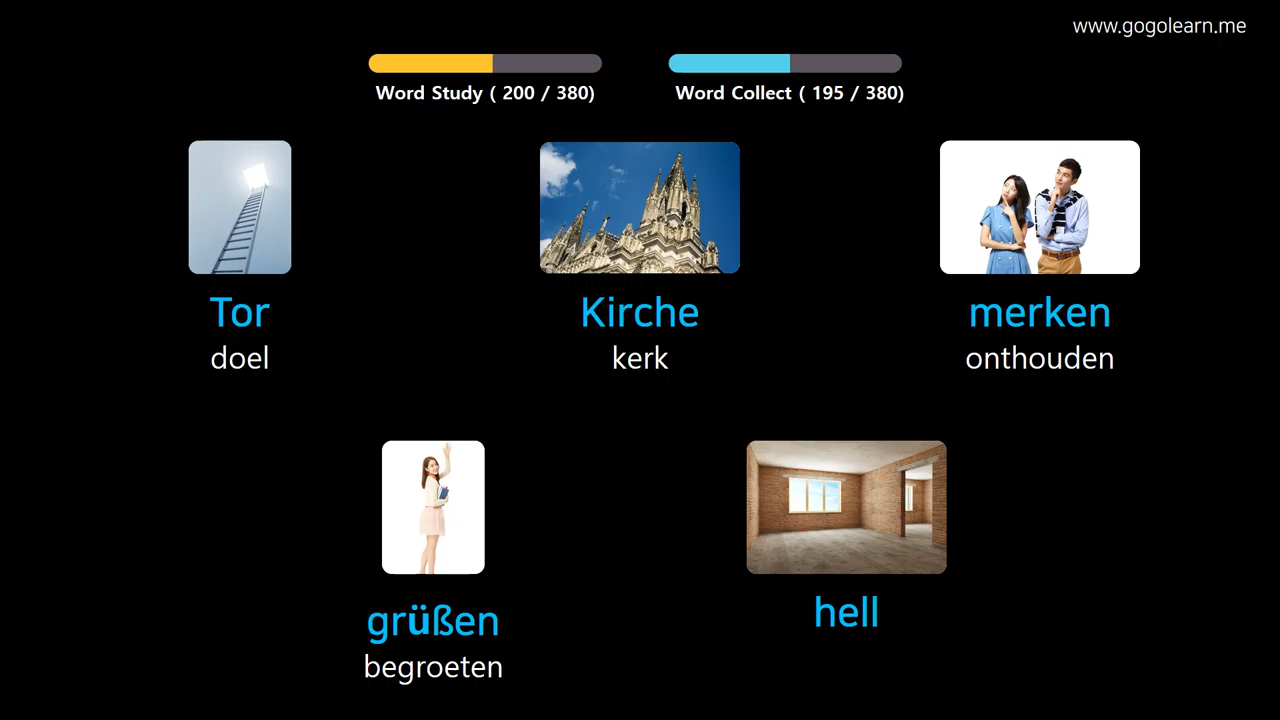 www.gogolearn.me
Word Study ( 200 / 380)
Word Collect ( 195 / 380)
Tor
doel
Kirche
kerk
merken
onthouden
grüßen
begroeten
hell